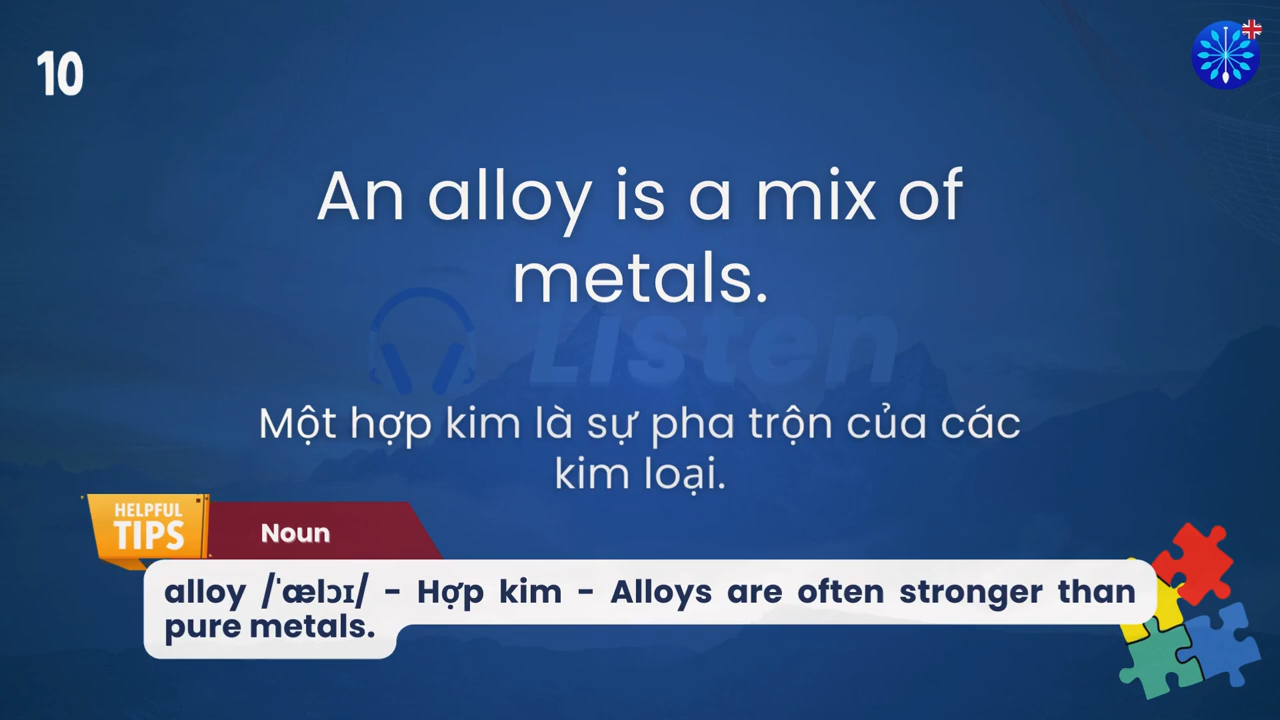 10
An alloy is a mix of
metals.
Listen
Một hợp kim là sự pha trộn của các
kim loại.
HELPFUL
TIPS
Noun
alloy /ˈælɔɪ/ - Hợp kim - Alloys are often stronger than
pure metals.